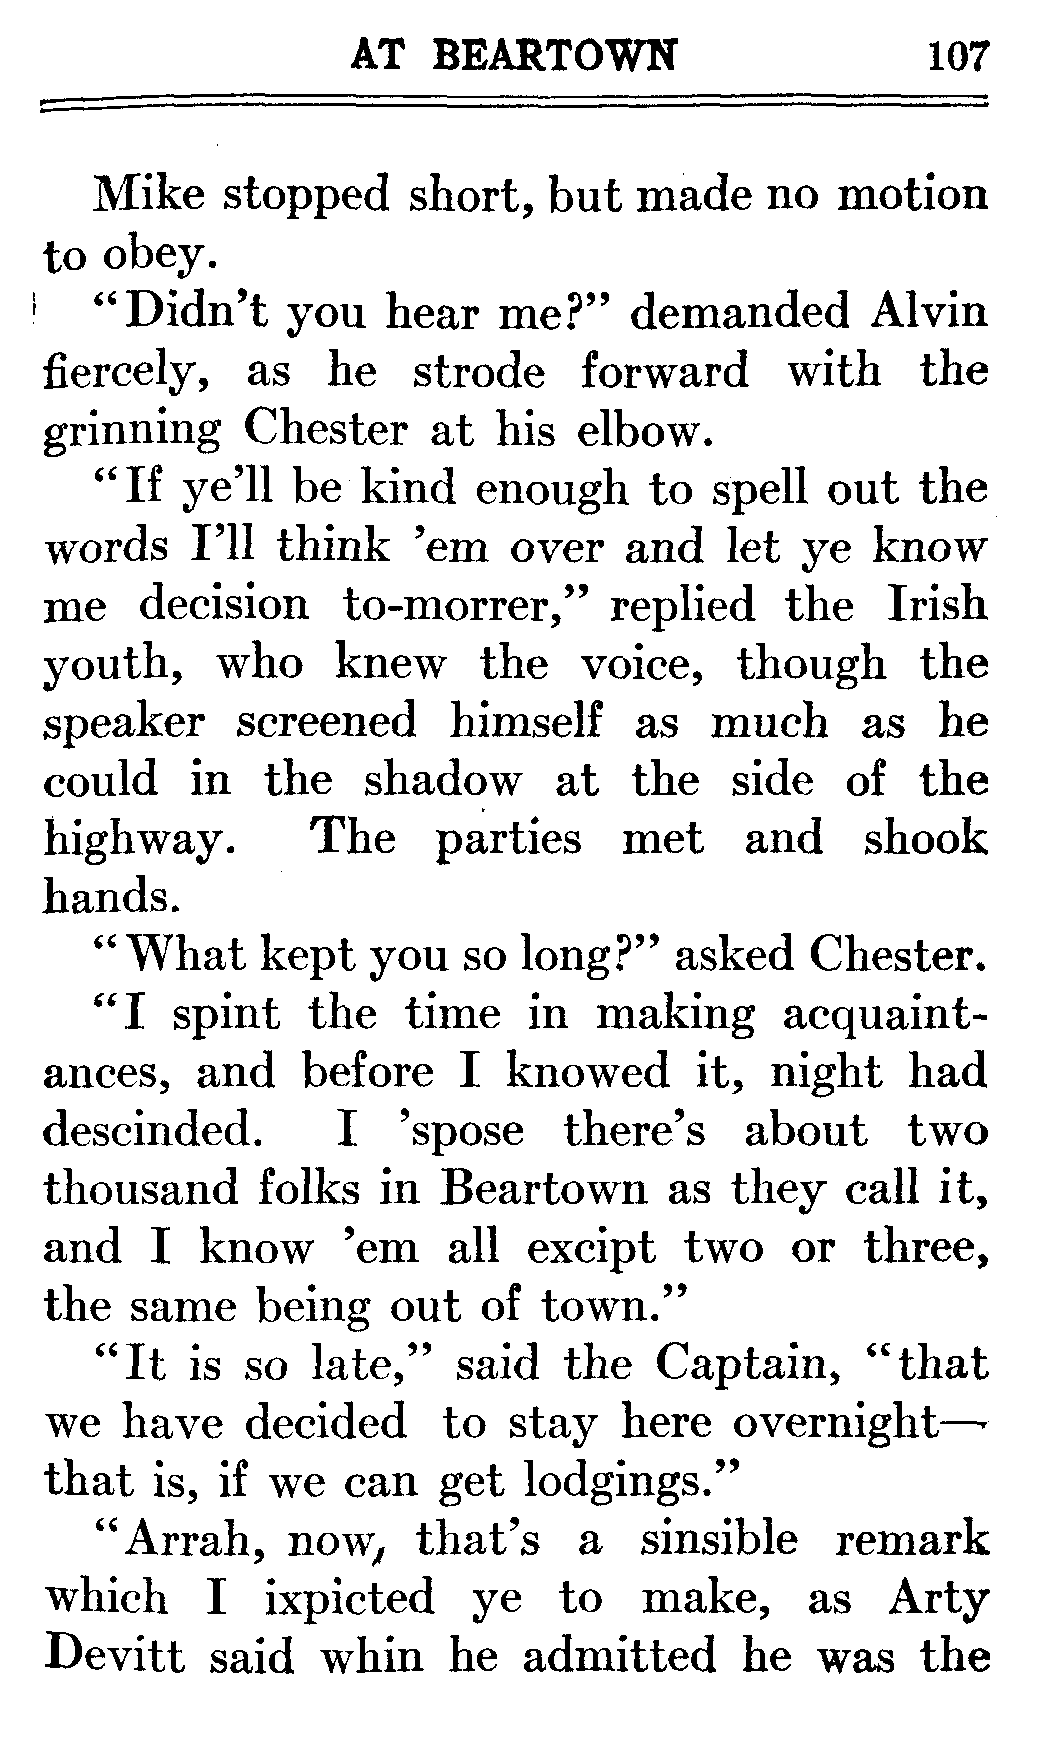 AT BEARTOWN 107
Mike stopped short, but made no motion
to obey.
"Didn't you hear me?" demanded Alvin
fiercely, as he strode forward with the
grinning Chester at his elbow.
"If ye'll be kind enough to spell out the
words I'll think 'em over and let ye know
me decision to-morrer," replied the Irish
youth, who knew the voice, though the
speaker screened himself as much as he
could in the shadow at the side of the
highway. The parties met and shook
hands.
"What kept you so long?" asked Chester.
"I spint the time in making acquaint-
ances, and before I knowed it, night had
descinded. I 'spose there's about two
thousand folks in Beartown as they call it,
and I know 'em all excipt two or three,
the same being out of town."
"It is so late," said the Captain, "that
we have decided to stay here overnight—
that is, if we can get lodgings."
"Arrah, now, that's a sinsible remark
which I ixpicted ye to make, as Arty
Devitt said whin he admitted he was the